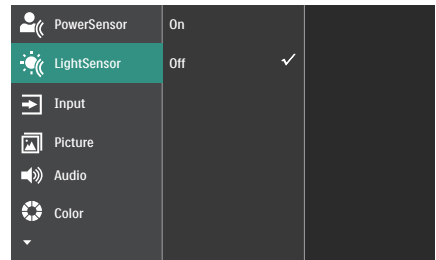 PowerSensor
On
LightSensor
Off
Input
Picture
Audio
Color